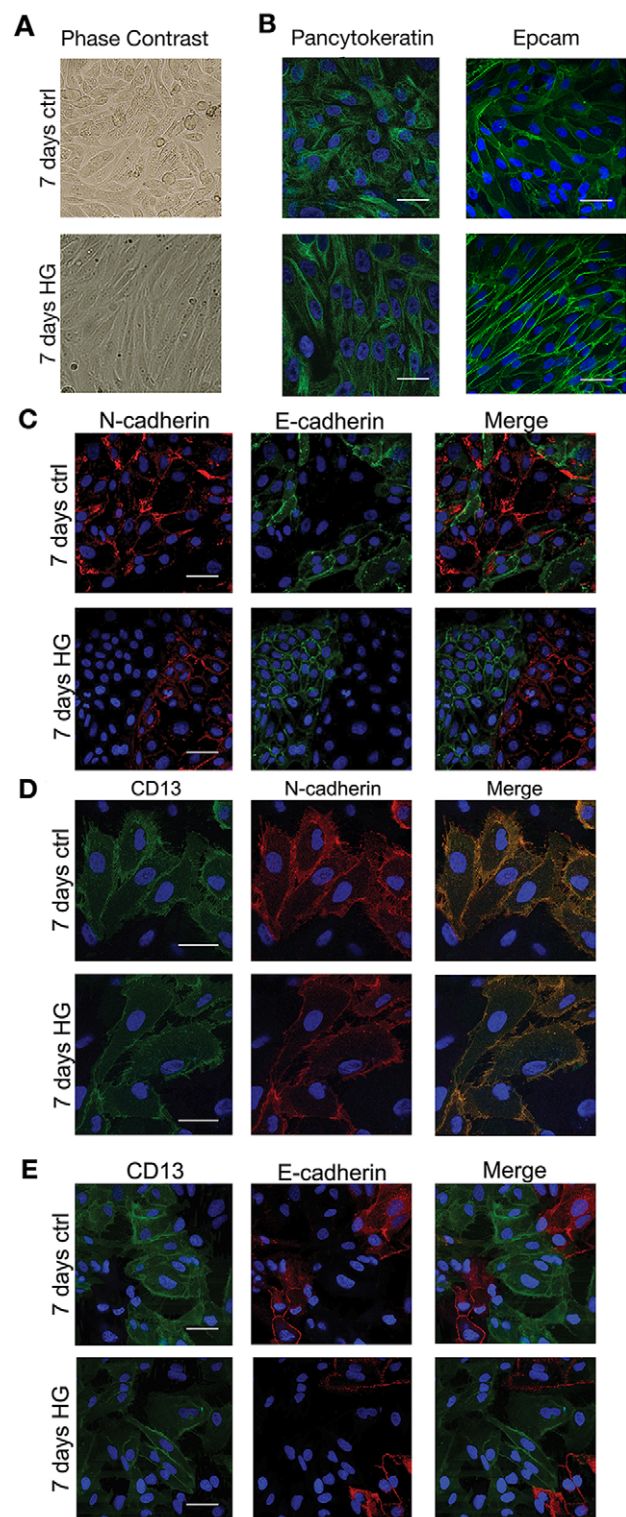 A
Phase Contrast
7 days ctrl
7 days HG
B
Pancytokeratin
Epcam
C
N-cadherin
E-cadherin
Merge
7 days ctrl
7 days HG
D
CD13
N-cadherin
Merge
7 days ctrl
7 days HG
E
CD13
E-cadherin
Merge
7 days ctrl
7 days HG